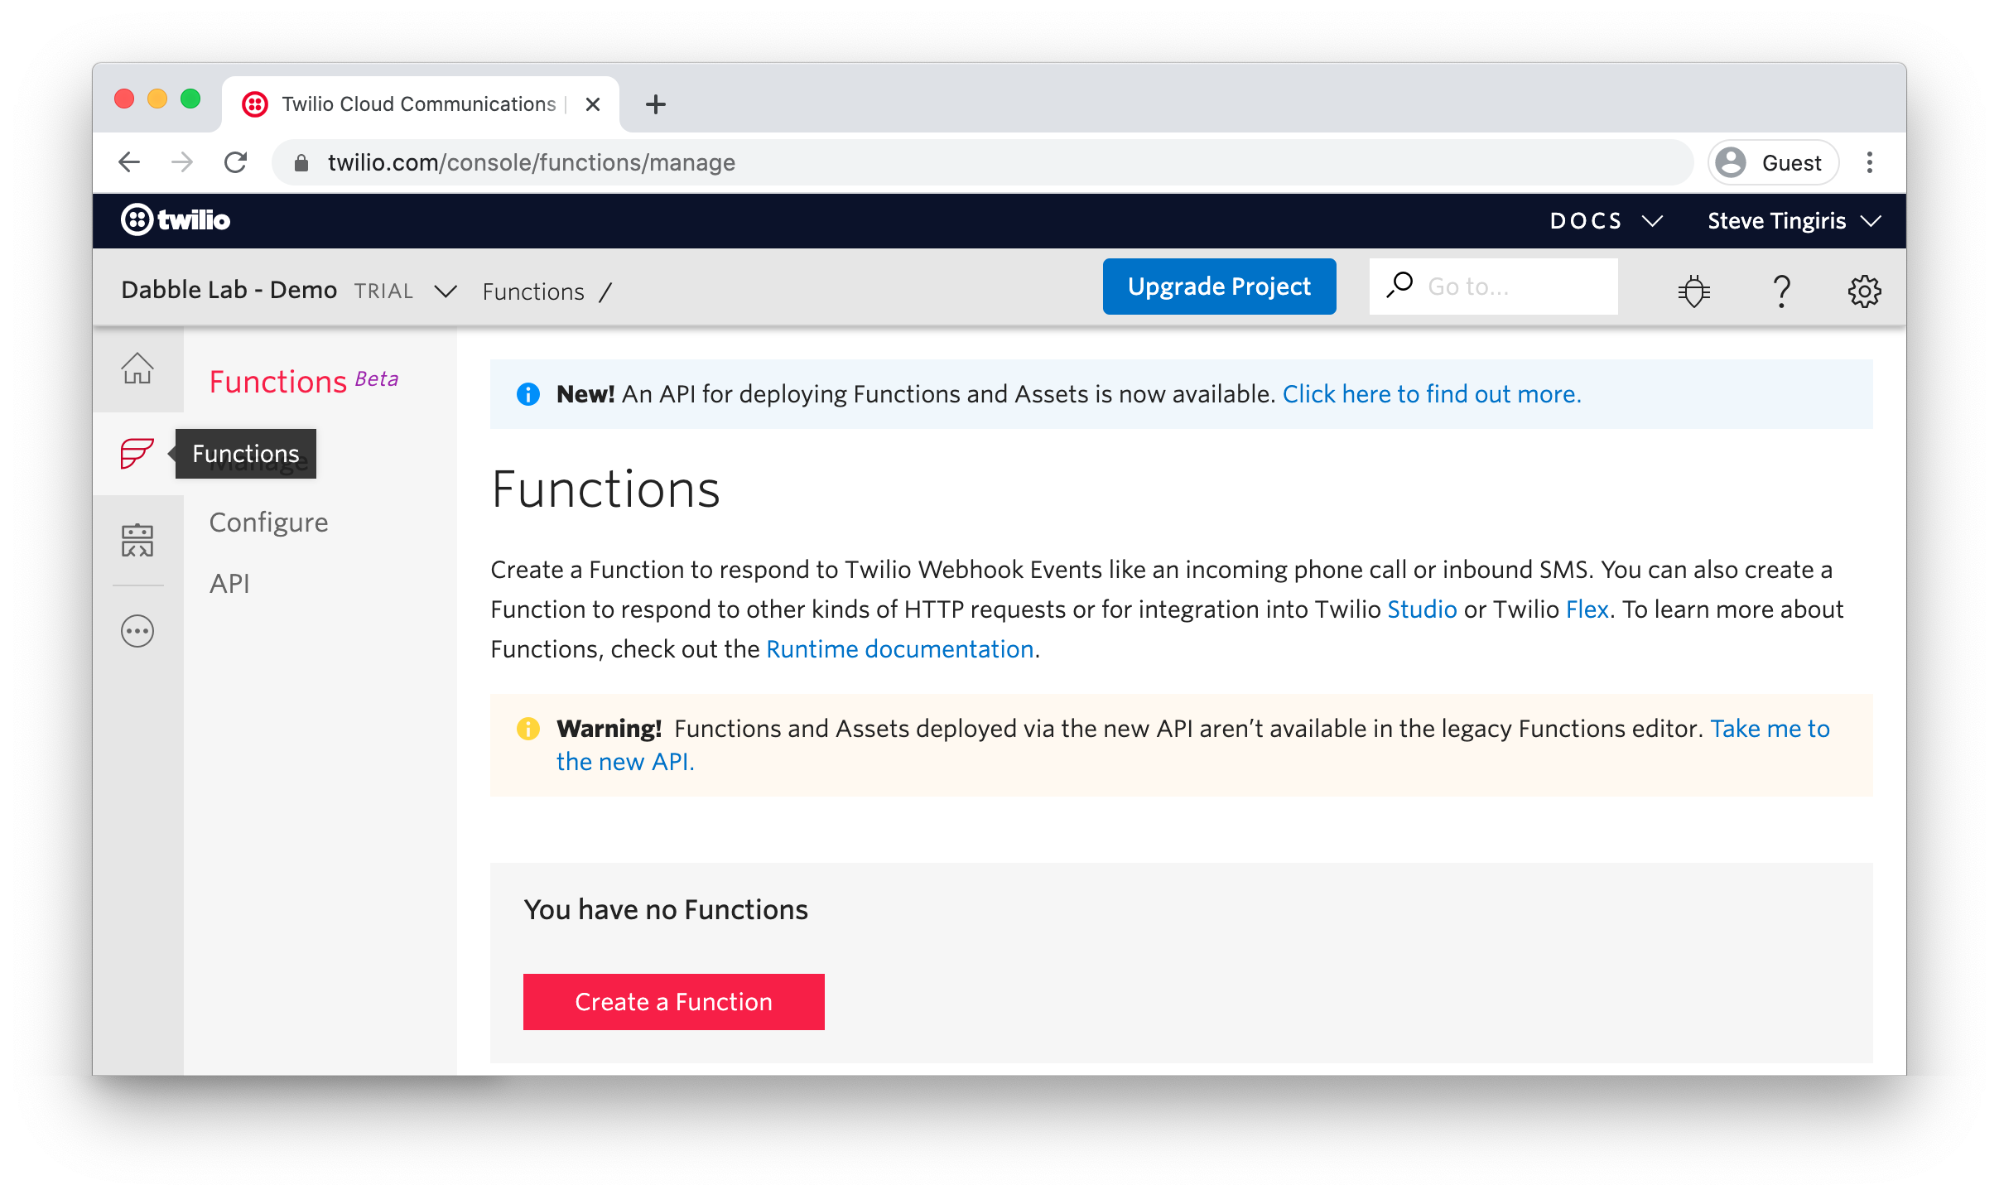 Twilio Cloud Communications |
twilio.com/console/functions/manage
Guest
twilio
DOCS
Steve Tingiris
Dabble Lab - Demo TRIAL
Functions /
Upgrade Project
Go to...
Functions Beta
Functions
Manage
Configure
API
New! An API for deploying Functions and Assets is now available. Click here to find out more.
Functions
Create a Function to respond to Twilio Webhook Events like an incoming phone call or inbound SMS. You can also create a
Function to respond to other kinds of HTTP requests or for integration into Twilio Studio or Twilio Flex. To learn more about
Functions, check out the Runtime documentation.
Warning! Functions and Assets deployed via the new API aren’t available in the legacy Functions editor. Take me to
the new API.
You have no Functions
Create a Function